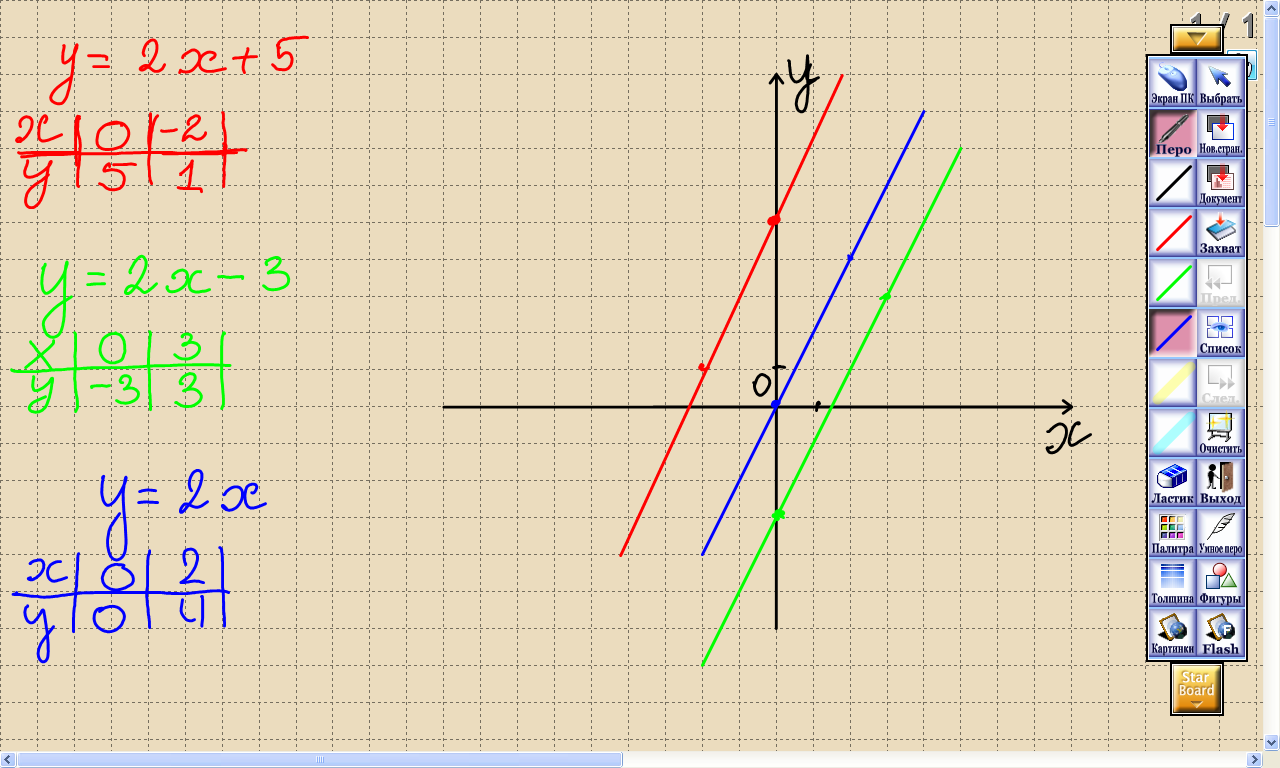 y = 2x + 5
x | 0 | -2
y | 5 | 1
y = 2x - 3
x | 0 | 3
y | -3 | 3
y = 2x
x | 0 | 2
y | 0 | 4
y
0
x
1 / 1
Экран ПК Выбрать
Перо Нов.стран.
Документ
Захват
Пред.
Список
След.
Очистить
Ластик Выход
Палитра Умное перо
Толщина Фигуры
Картинки Flash
Star
Board